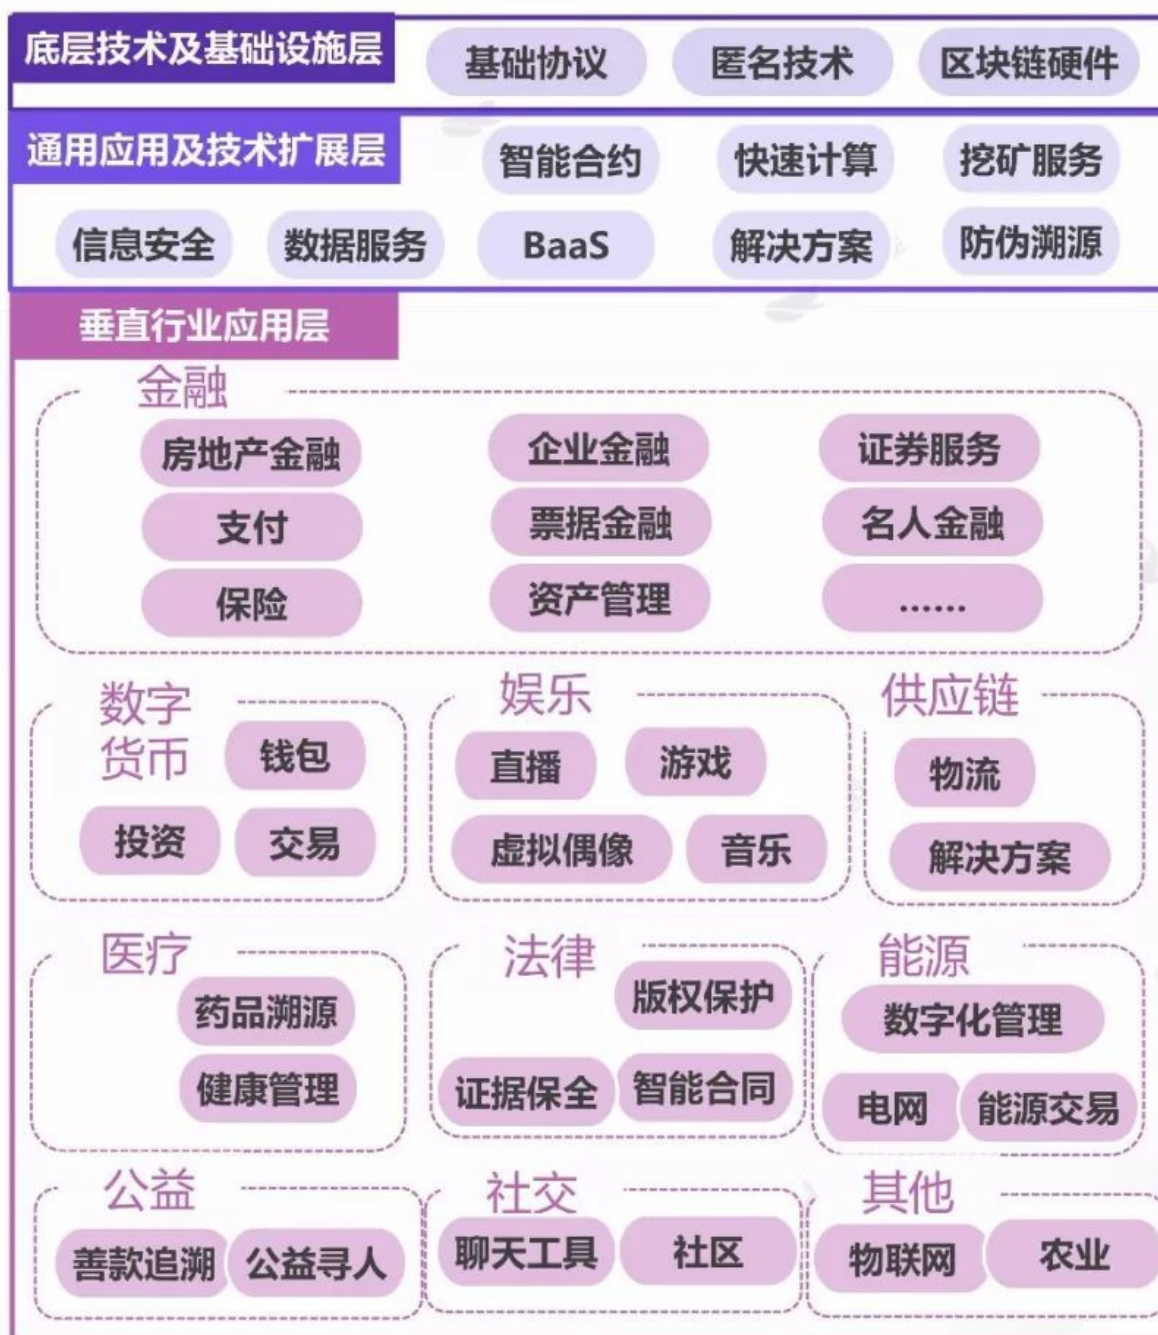 底层技术及基础设施层
基础协议 匿名技术 区块链硬件
通用应用及技术扩展层
智能合约 快速计算 挖矿服务
信息安全 数据服务 BaaS 解决方案 防伪溯源
垂直行业应用层
金融
房地产金融 企业金融 证券服务
支付 票据金融 名人金融
保险 资产管理 ......
数字
货币
钱包
投资 交易
娱乐
直播 游戏
虚拟偶像 音乐
供应链
物流
解决方案
医疗
药品溯源
健康管理
法律
版权保护
证据保全 智能合同
能源
数字化管理
电网 能源交易
公益
善款追溯 公益寻人
社交
聊天工具 社区
其他
物联网 农业